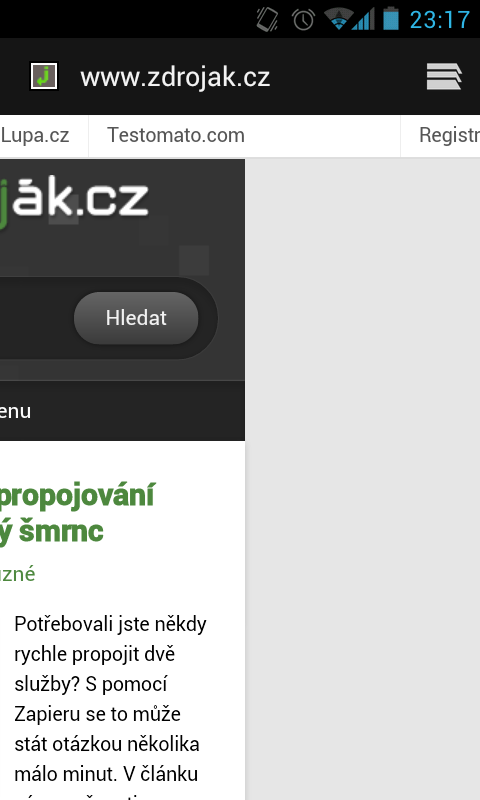 23:17
www.zdrojak.cz
Lupa.cz Testomato.com Registr
ják.cz
Hledat
enu
propojování
ý šmrnc
zné
Potřebovali jste někdy
rychle propojit dvě
služby? S pomocí
Zapieru se to může
stát otázkou několika
málo minut. V článku